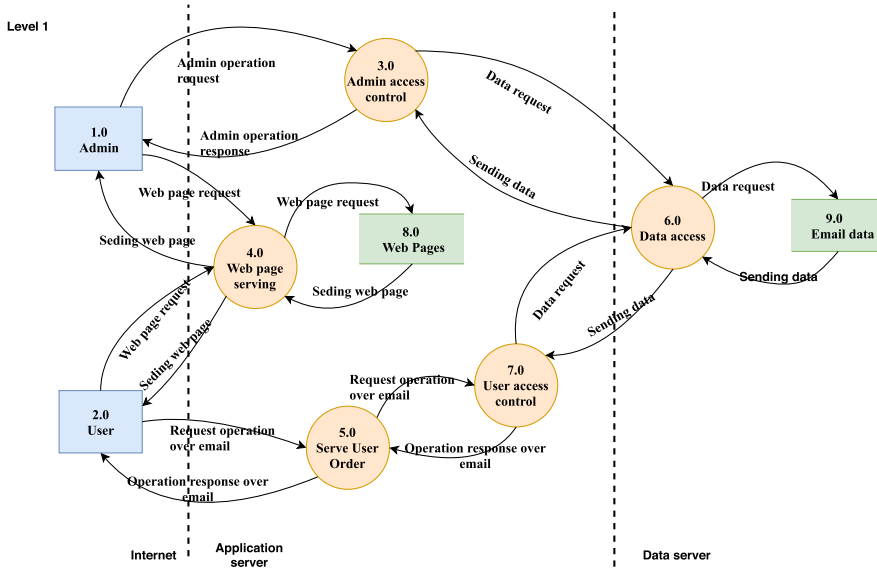 Level 1
Admin operation
request
3.0
Admin access
control
Data request
1.0
Admin
Admin operation
response
Sending data
Web page request
Web page request
Data request
6.0
Data access
9.0
Email data
8.0
Web Pages
Seding web page
4.0
Web page
serving
Seding web page
Sending data
Data request
Web page request
Seding web page
Sending data
7.0
User access
control
Request operation
over email
2.0
User
Request operation
over email
5.0
Serve User
Order
Operation response over
email
Operation response over
email
Internet
Application
server
Data server